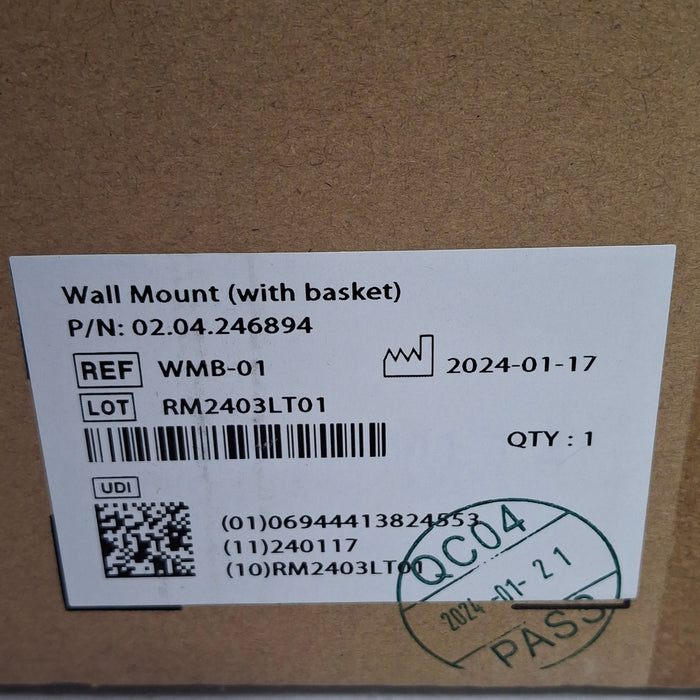 Wall Mount (with basket)
P/N: 02.04.246894
REF WMB-01 2024-01-17
LOT RM2403LT01
QTY : 1
UDI
(01)06944413824553
(11)240117
(10)RM2403LT01
QC04
2024-01-21
PASS